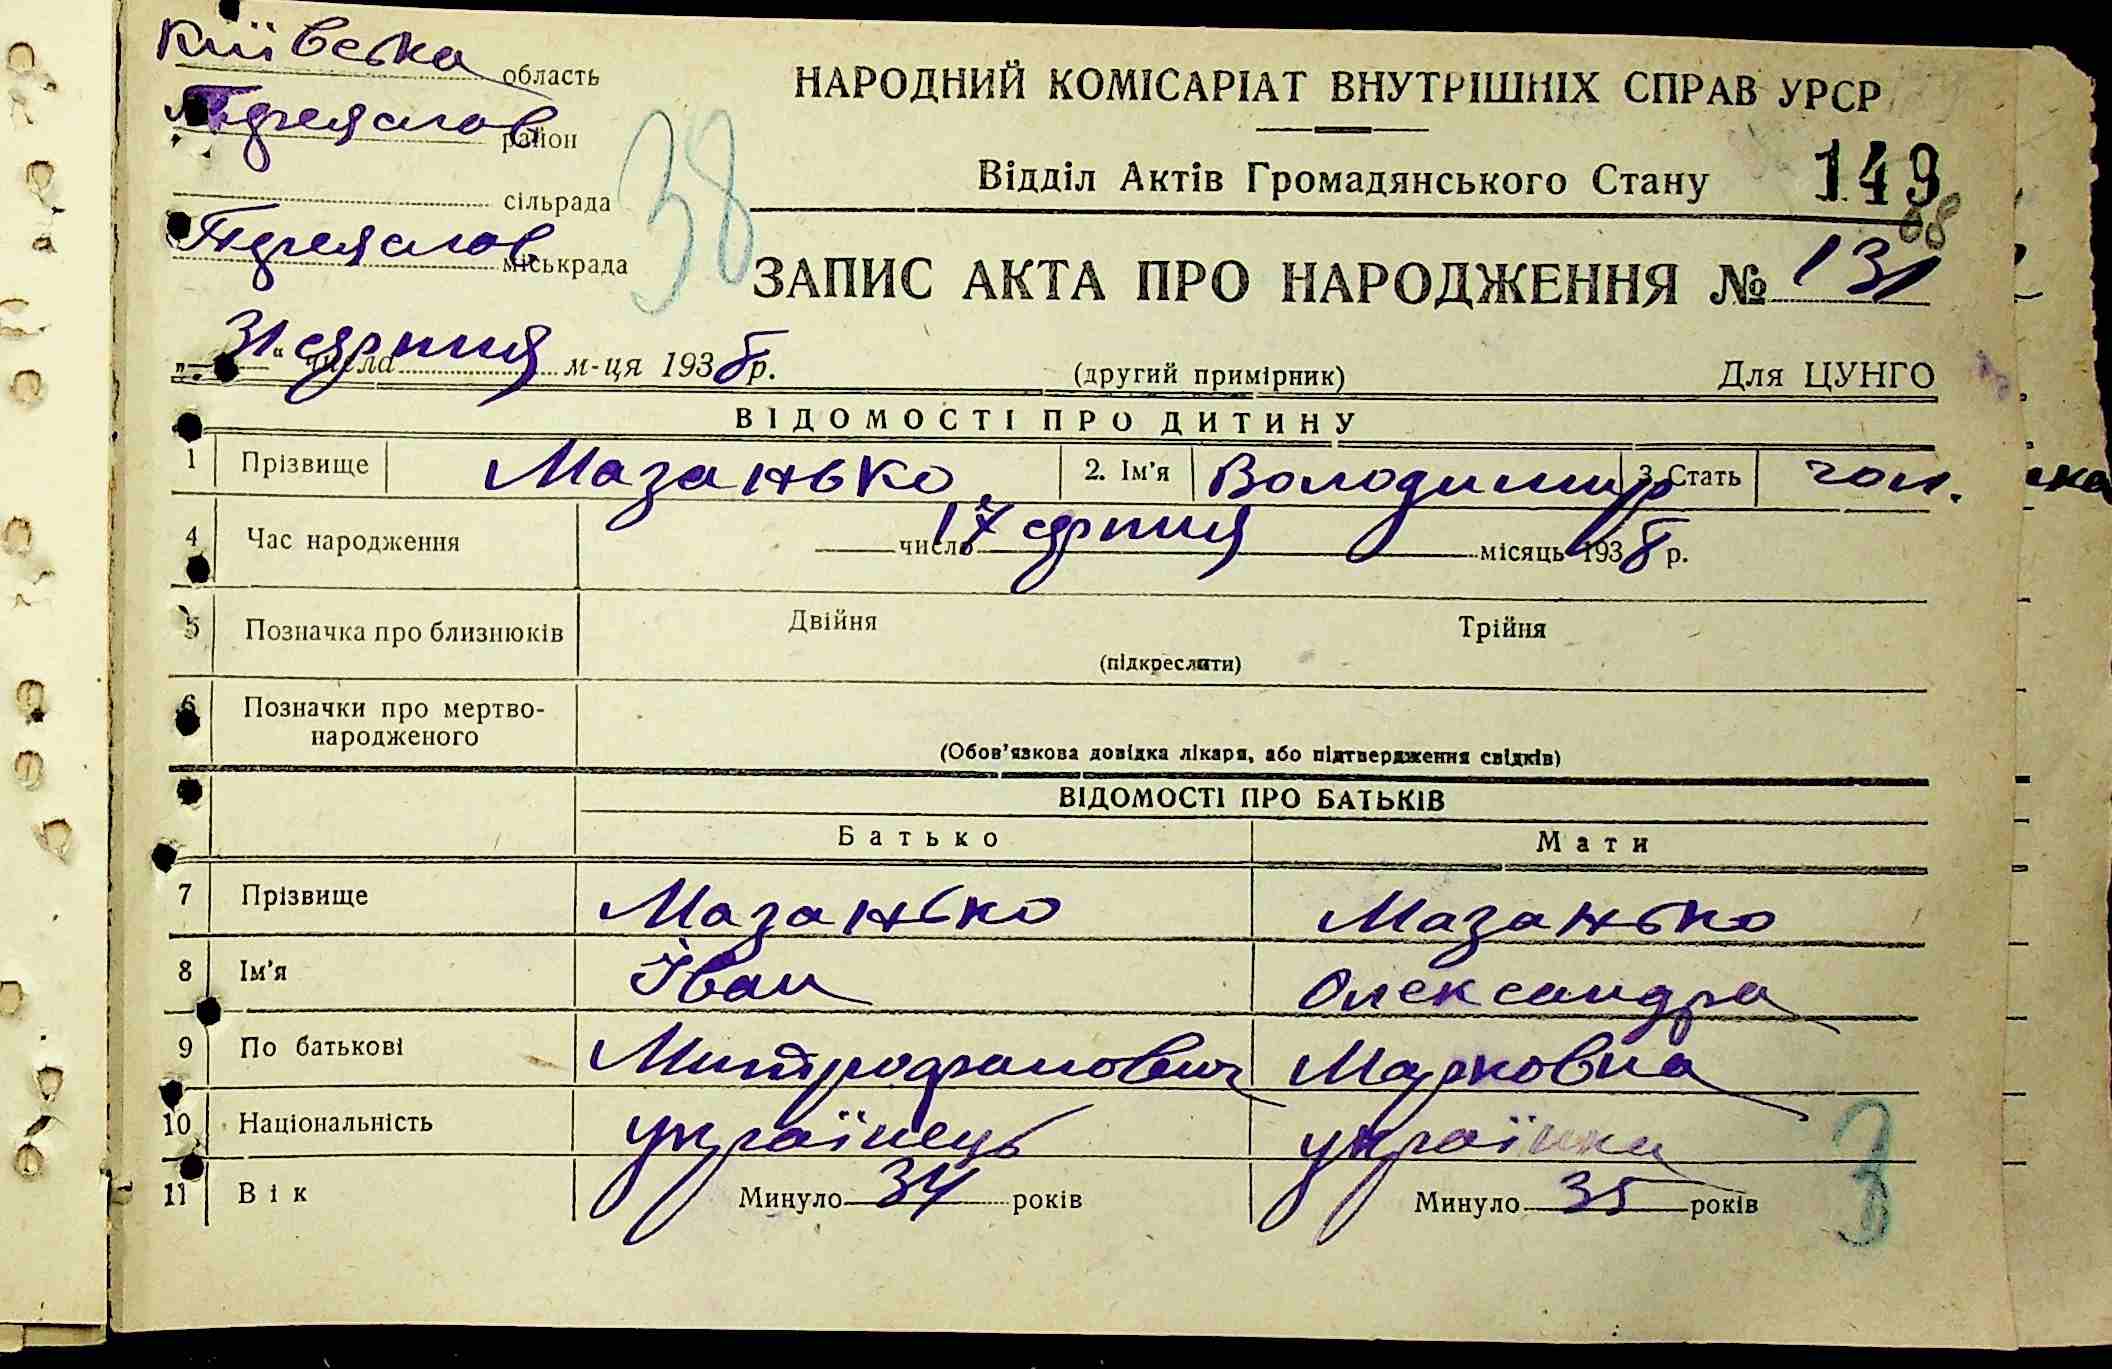 Київська область
НАРОДНИЙ КОМІСАРІАТ ВНУТРІШНІХ СПРАВ УРСР
район
38
Відділ Актів Громадянського Стану 149
сільрада
міськрада
ЗАПИС АКТА ПРО НАРОДЖЕННЯ № 131
„31“ числа серпня м-ця 1938 р. (другий примірник) Для ЦУНГО
ВІДОМОСТІ ПРО ДИТИНУ
1 Прізвище Мазанько 2. Ім'я Володимир 3. Стать чол.
4 Час народження 17 число серпня місяць 1938 р.
5 Позначка про близнюків Двійня Трійня
(підкреслити)
6 Позначки про мертво-
народженого
(Обов'язкова довідка лікаря, або підтвердження свідків)
ВІДОМОСТІ ПРО БАТЬКІВ
Батько Мати
7 Прізвище Мазанько Мазанько
8 Ім'я Іван Олександра
9 По батькові Митрофанович Марковна
10 Національність українець українка
11 Вік Минуло 34 років Минуло 35 років
3